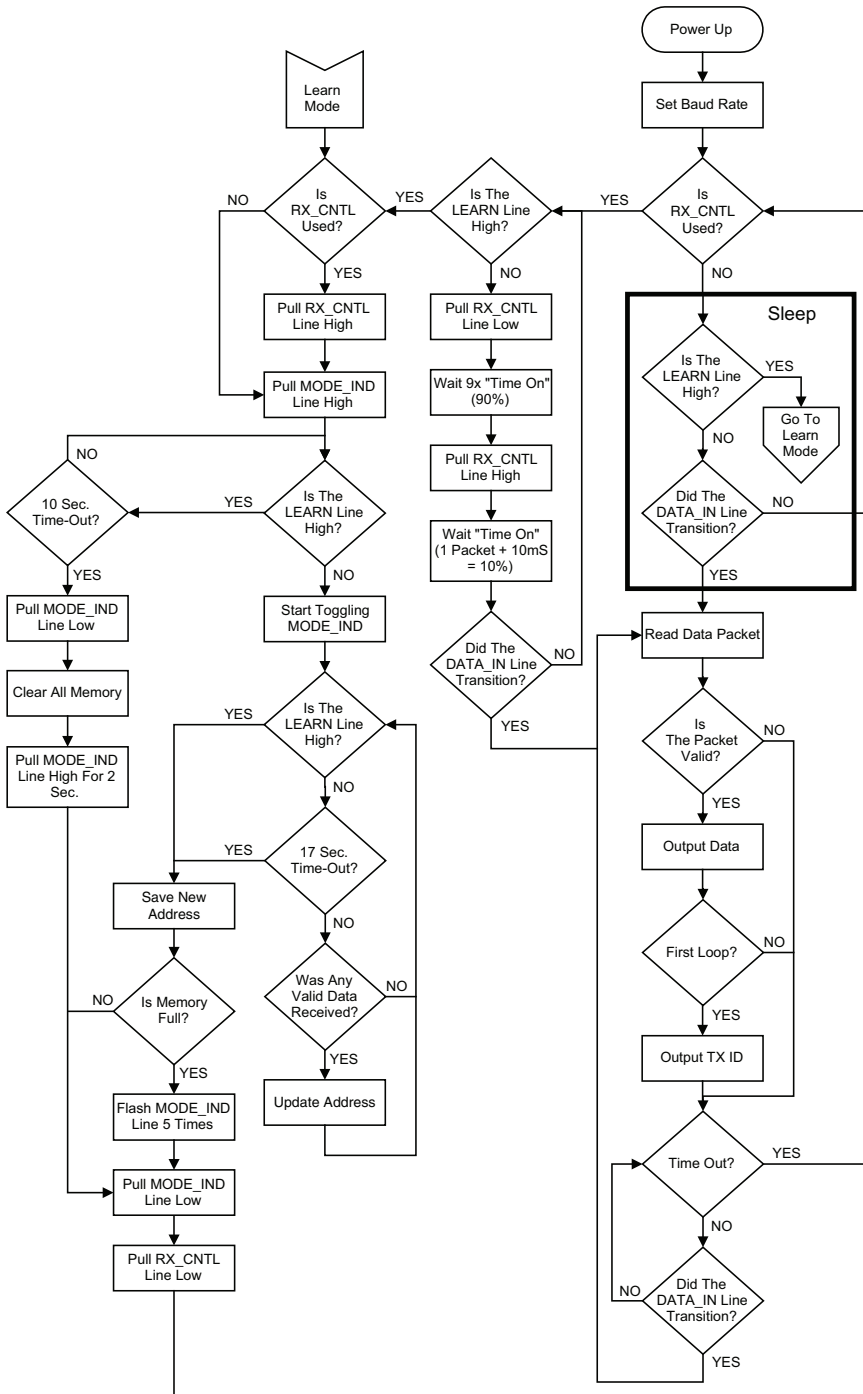 Power Up
Set Baud Rate
Is
RX_CNTL
Used?
YES
NO
Sleep
Is The
LEARN Line
High?
YES
Go To
Learn
Mode
NO
Did The
DATA_IN Line
Transition?
NO
YES
Read Data Packet
Is
The Packet
Valid?
NO
YES
Output Data
First Loop?
NO
YES
Output TX ID
Time Out?
YES
NO
Did The
DATA_IN Line
Transition?
NO
YES
Is The
LEARN Line
High?
YES
NO
Pull RX_CNTL
Line Low
Wait 9x "Time On"
(90%)
Pull RX_CNTL
Line High
Wait "Time On"
(1 Packet + 10mS
= 10%)
Did The
DATA_IN Line
Transition?
NO
YES
Learn
Mode
Is
RX_CNTL
Used?
NO
YES
Pull RX_CNTL
Line High
Pull MODE_IND
Line High
Is The
LEARN Line
High?
YES
NO
10 Sec.
Time-Out?
NO
YES
Pull MODE_IND
Line Low
Clear All Memory
Pull MODE_IND
Line High For 2
Sec.
Start Toggling
MODE_IND
Is The
LEARN Line
High?
YES
NO
17 Sec.
Time-Out?
YES
NO
Was Any
Valid Data
Received?
NO
YES
Update Address
Save New
Address
Is Memory
Full?
NO
YES
Flash MODE_IND
Line 5 Times
Pull MODE_IND
Line Low
Pull RX_CNTL
Line Low